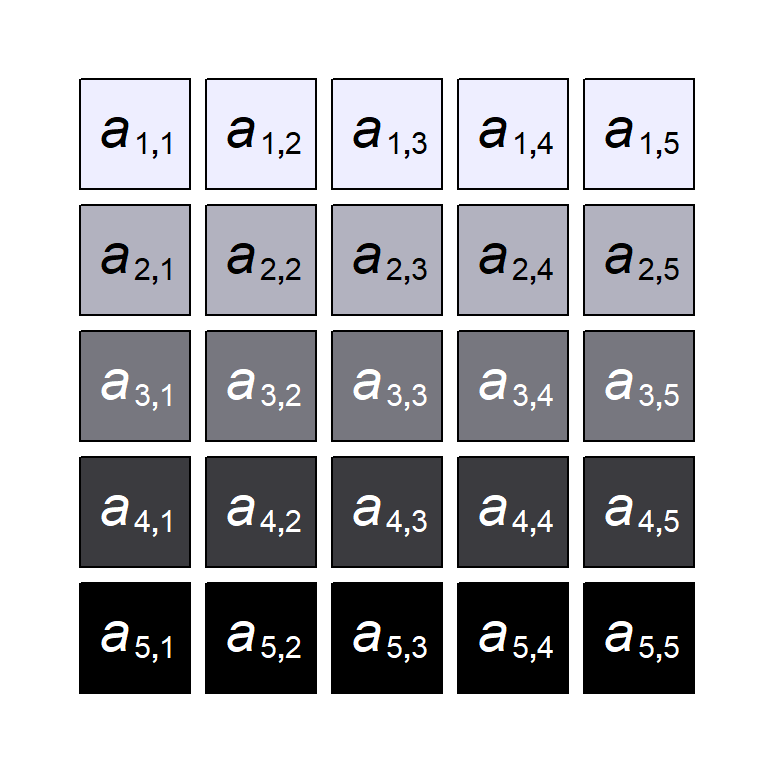 a1,1 a1,2 a1,3 a1,4 a1,5
a2,1 a2,2 a2,3 a2,4 a2,5
a3,1 a3,2 a3,3 a3,4 a3,5
a4,1 a4,2 a4,3 a4,4 a4,5
a5,1 a5,2 a5,3 a5,4 a5,5